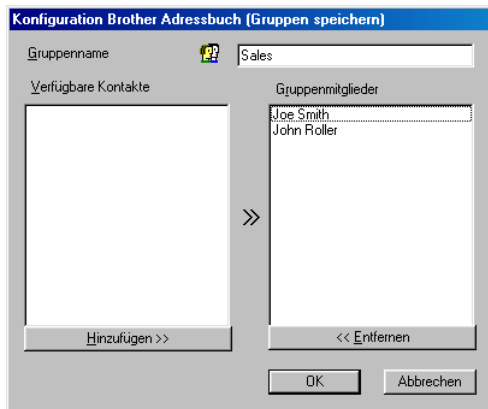 Konfiguration Brother Adressbuch (Gruppen speichern)
Gruppenname
Sales
Verfügbare Kontakte
Gruppenmitglieder
Joe Smith
John Roller
Hinzufügen >>
<< Entfernen
OK
Abbrechen